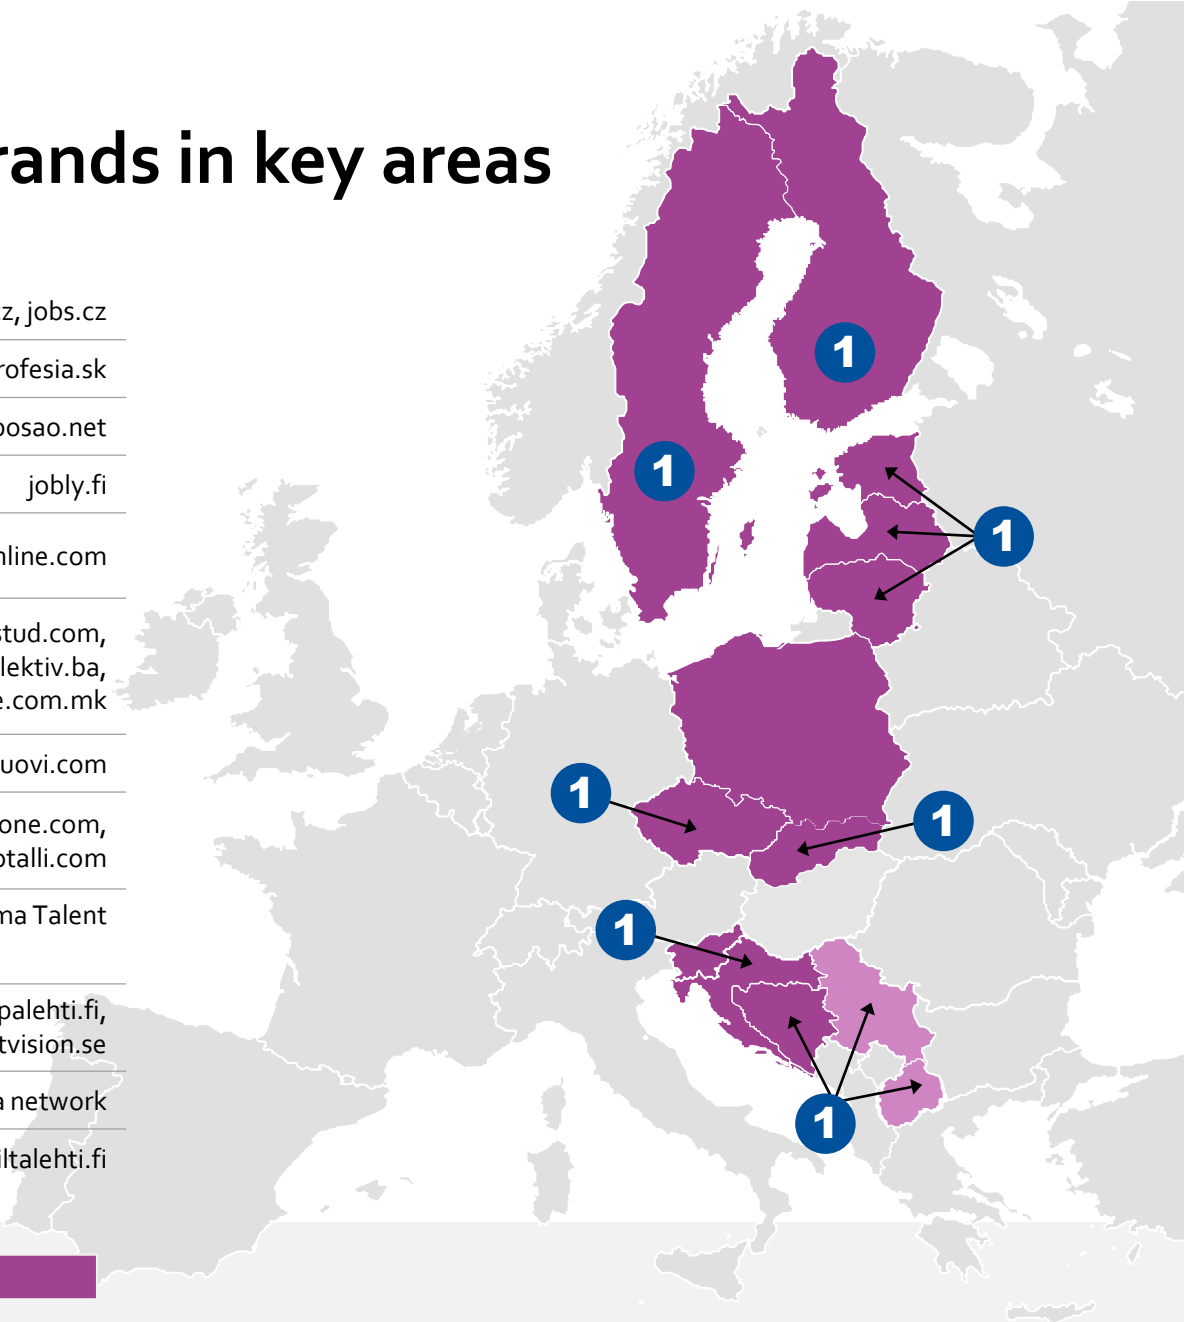 rands in key areas
z, jobs.cz
rofesia.sk
posao.net
jobly.fi
nline.com
stud.com,
lektiv.ba,
e.com.mk
uovi.com
one.com,
otalli.com
ma Talent
palehti.fi,
tvision.se
a network
iltalehti.fi
1
1
1
1
1
1
1